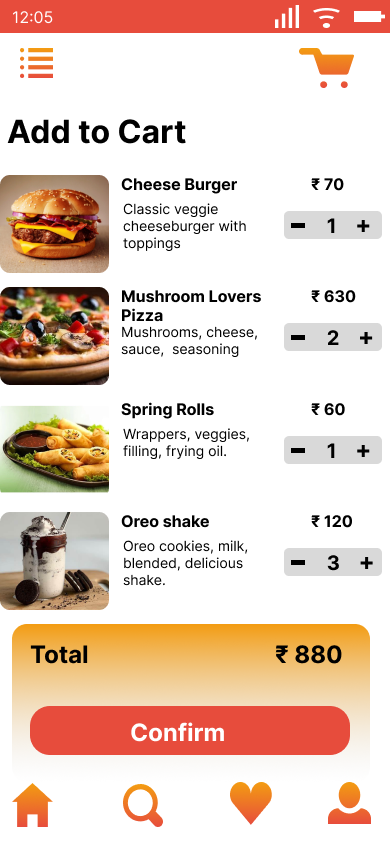 12:05
Add to Cart
Cheese Burger
₹ 70
Classic veggie
cheeseburger with
toppings
- 1 +
Mushroom Lovers
Pizza
₹ 630
Mushrooms, cheese,
sauce, seasoning
- 2 +
Spring Rolls
₹ 60
Wrappers, veggies,
filling, frying oil.
- 1 +
Oreo shake
₹ 120
Oreo cookies, milk,
blended, delicious
shake.
- 3 +
Total
₹ 880
Confirm